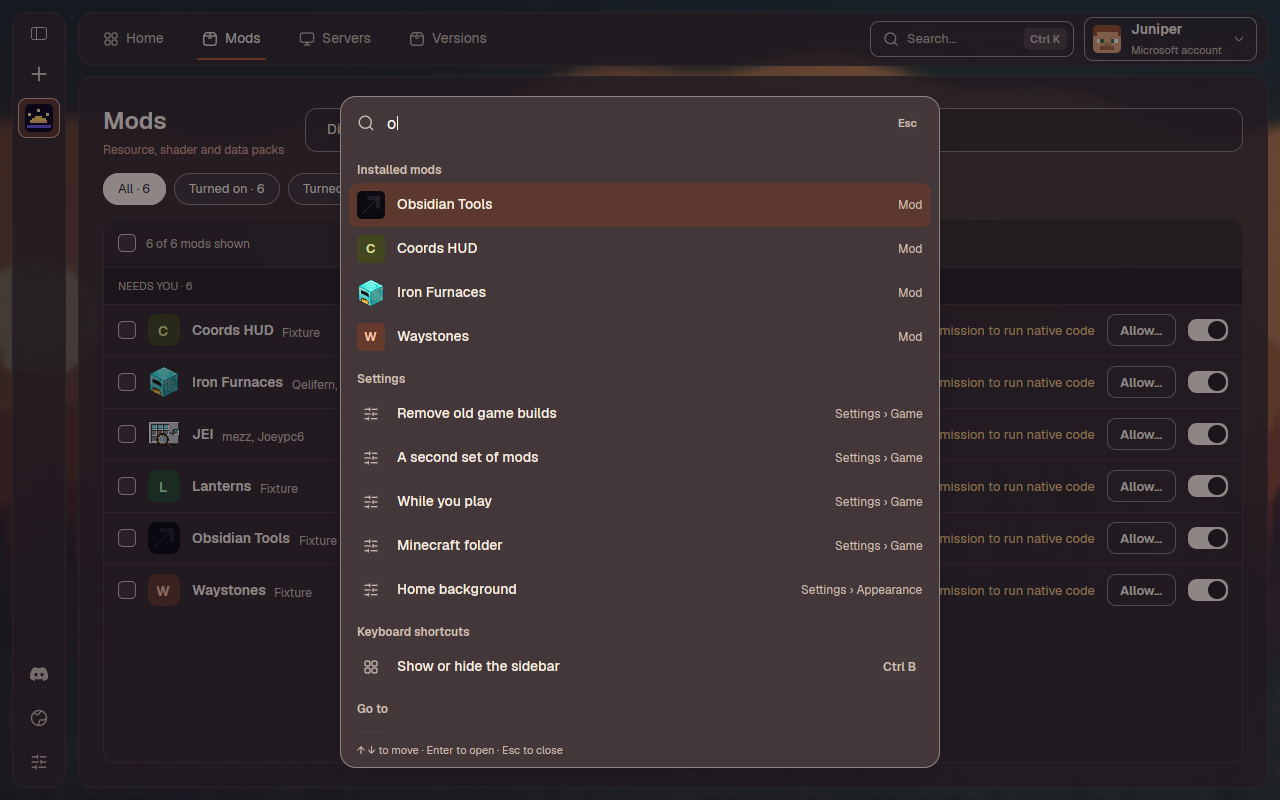 Home
Mods
Servers
Versions
Search...
Ctrl K
Juniper
Microsoft account
Mods
Resource, shader and data packs
All · 6
Turned on · 6
6 of 6 mods shown
NEEDS YOU · 6
C
Coords HUD
Fixture
mission to run native code
Allow...
Iron Furnaces
Qelifern,
mission to run native code
Allow...
JEI
mezz, Joeypc6
mission to run native code
Allow...
L
Lanterns
Fixture
mission to run native code
Allow...
Obsidian Tools
Fixture
mission to run native code
Allow...
W
Waystones
Fixture
mission to run native code
Allow...
o
Esc
Installed mods
Obsidian Tools
Mod
C
Coords HUD
Mod
Iron Furnaces
Mod
W
Waystones
Mod
Settings
Remove old game builds
Settings › Game
A second set of mods
Settings › Game
While you play
Settings › Game
Minecraft folder
Settings › Game
Home background
Settings › Appearance
Keyboard shortcuts
Show or hide the sidebar
Ctrl B
Go to
↑↓ to move · Enter to open · Esc to close